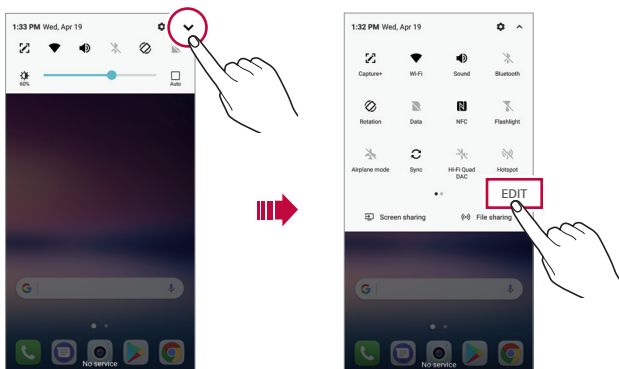 1:33 PM Wed, Apr 19
60%
Auto
G
No service
1:32 PM Wed, Apr 19
Capture+ Wi-Fi Sound Bluetooth
Rotation Data NFC Flashlight
Airplane mode Sync Hi-Fi Quad DAC Hotspot
EDIT
Screen sharing File sharing
G
No service